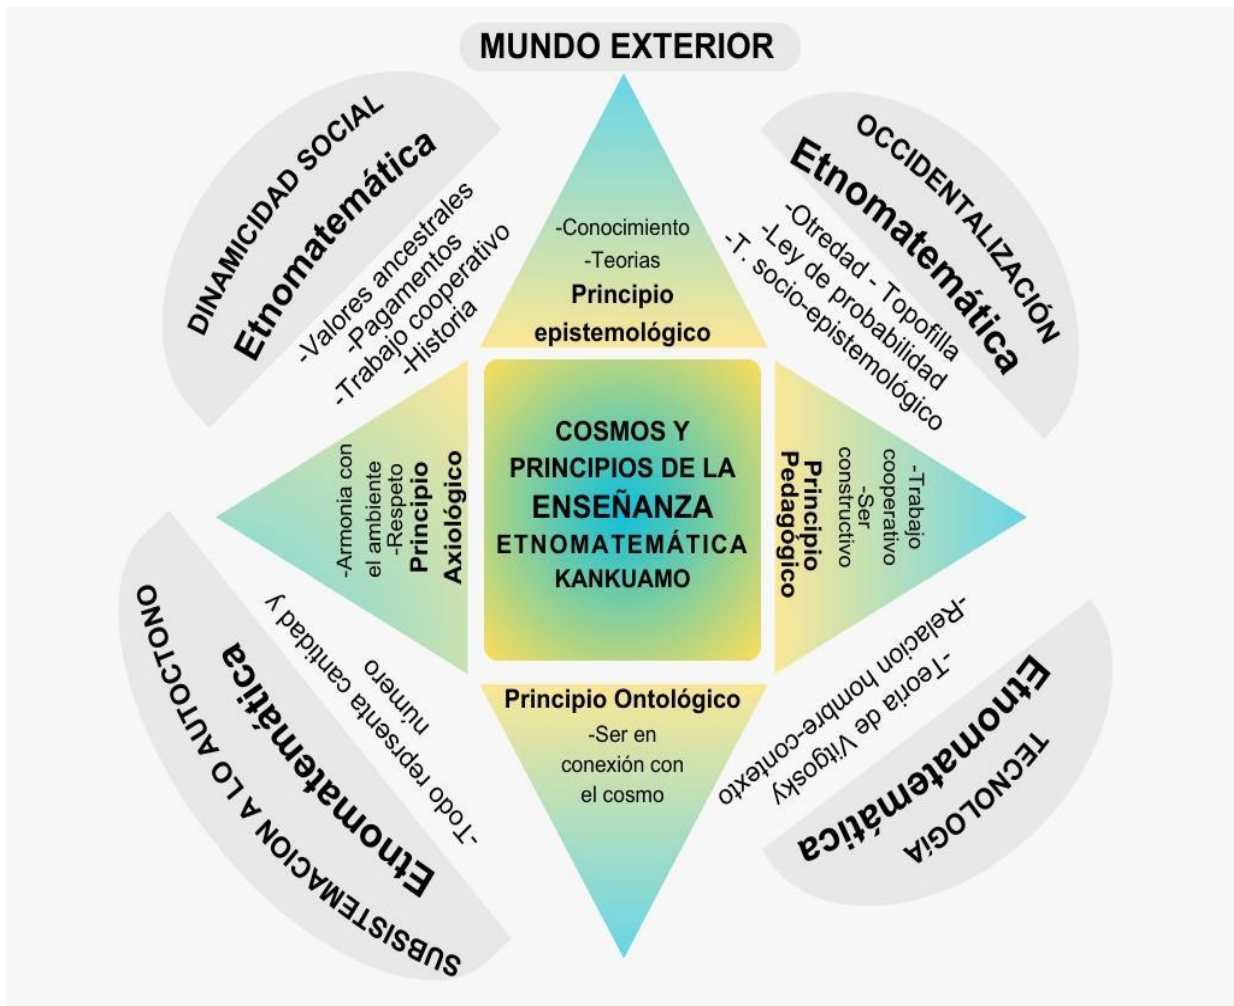 MUNDO EXTERIOR
DINAMICIDAD SOCIAL
Etnomatemática
-Valores ancestrales
-Pagamentos
-Trabajo cooperativo
-Historia
-Conocimiento
-Teorias
Principio
epistemológico
OCCIDENTALIZACIÓN
Etnomatemática
-Otredad - Topofilla
-Ley de probabilidad
-T. socio-epistemológico
-Armonia con
el ambiente
-Respeto
Principio
Axiológico
COSMOS Y
PRINCIPIOS DE LA
ENSEÑANZA
ETNOMATEMÁTICA
KANKUAMO
-Trabajo
cooperativo
-Ser
constructivo
Principio
Pedagógico
SUBSISTEMACION A LO AUTOCTONO
Etnomatemática
-Todo reprsenta cantidad y
número
Principio Ontológico
-Ser en
conexión con
el cosmo
TECNOLOGíA
Etnomatemática
-Teoria de Vitgosky
-Relacion hombre-contexto